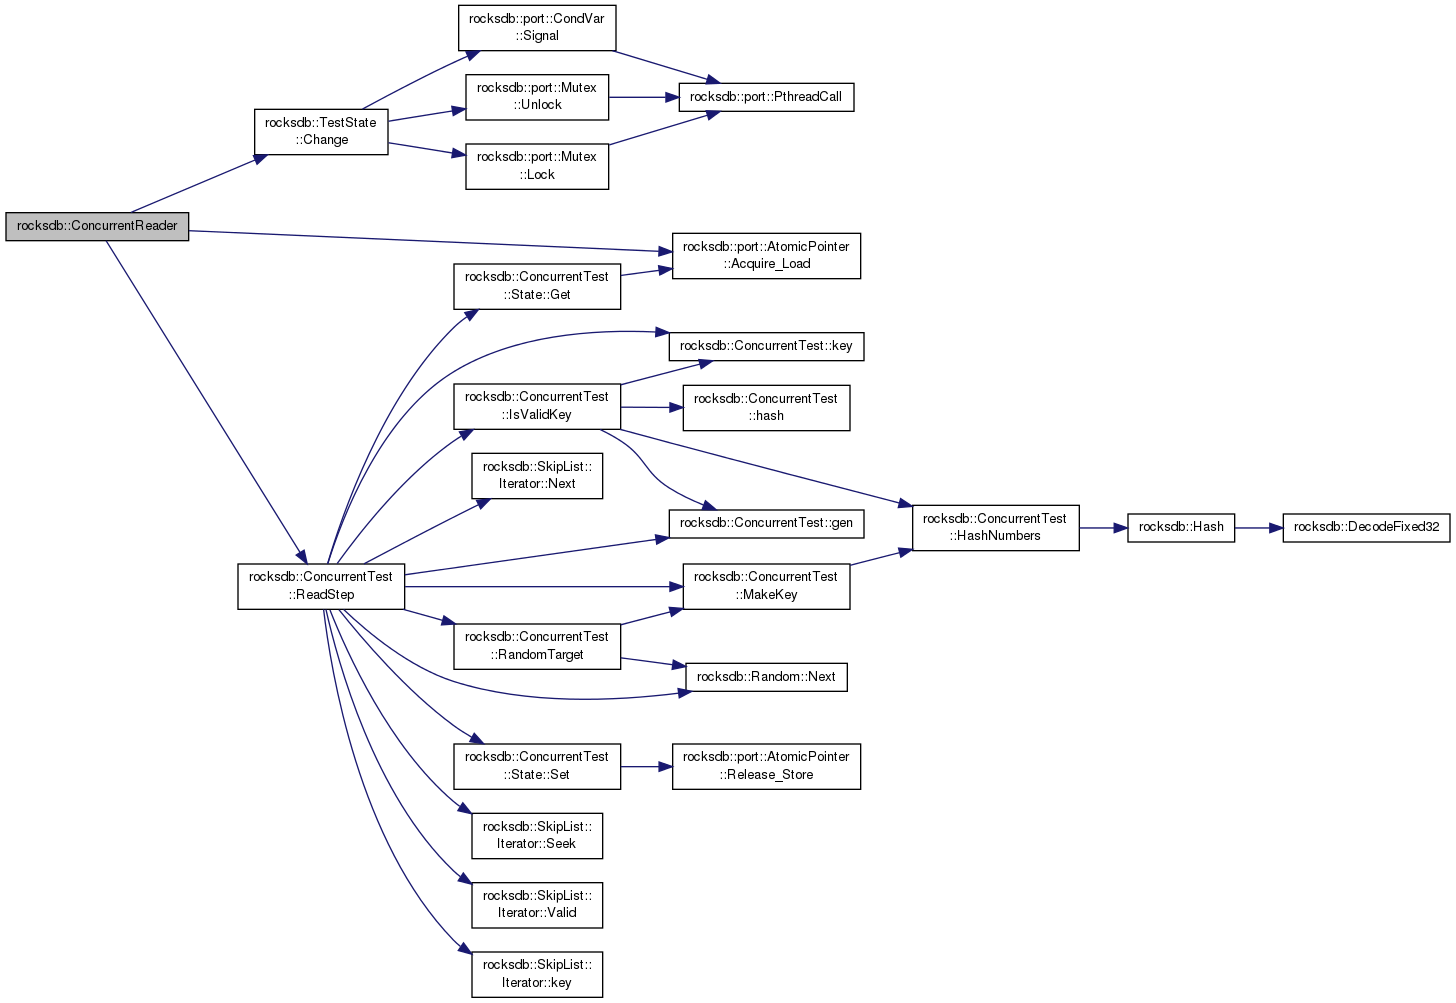 rocksdb::port::CondVar
::Signal
rocksdb::port::Mutex
::Unlock
rocksdb::port::PthreadCall
rocksdb::TestState
::Change
rocksdb::port::Mutex
::Lock
rocksdb::ConcurrentReader
rocksdb::port::AtomicPointer
::Acquire_Load
rocksdb::ConcurrentTest
::State::Get
rocksdb::ConcurrentTest::key
rocksdb::ConcurrentTest
::IsValidKey
rocksdb::ConcurrentTest
::hash
rocksdb::SkipList::
Iterator::Next
rocksdb::ConcurrentTest::gen
rocksdb::ConcurrentTest
::HashNumbers
rocksdb::Hash
rocksdb::DecodeFixed32
rocksdb::ConcurrentTest
::ReadStep
rocksdb::ConcurrentTest
::MakeKey
rocksdb::ConcurrentTest
::RandomTarget
rocksdb::Random::Next
rocksdb::ConcurrentTest
::State::Set
rocksdb::port::AtomicPointer
::Release_Store
rocksdb::SkipList::
Iterator::Seek
rocksdb::SkipList::
Iterator::Valid
rocksdb::SkipList::
Iterator::key